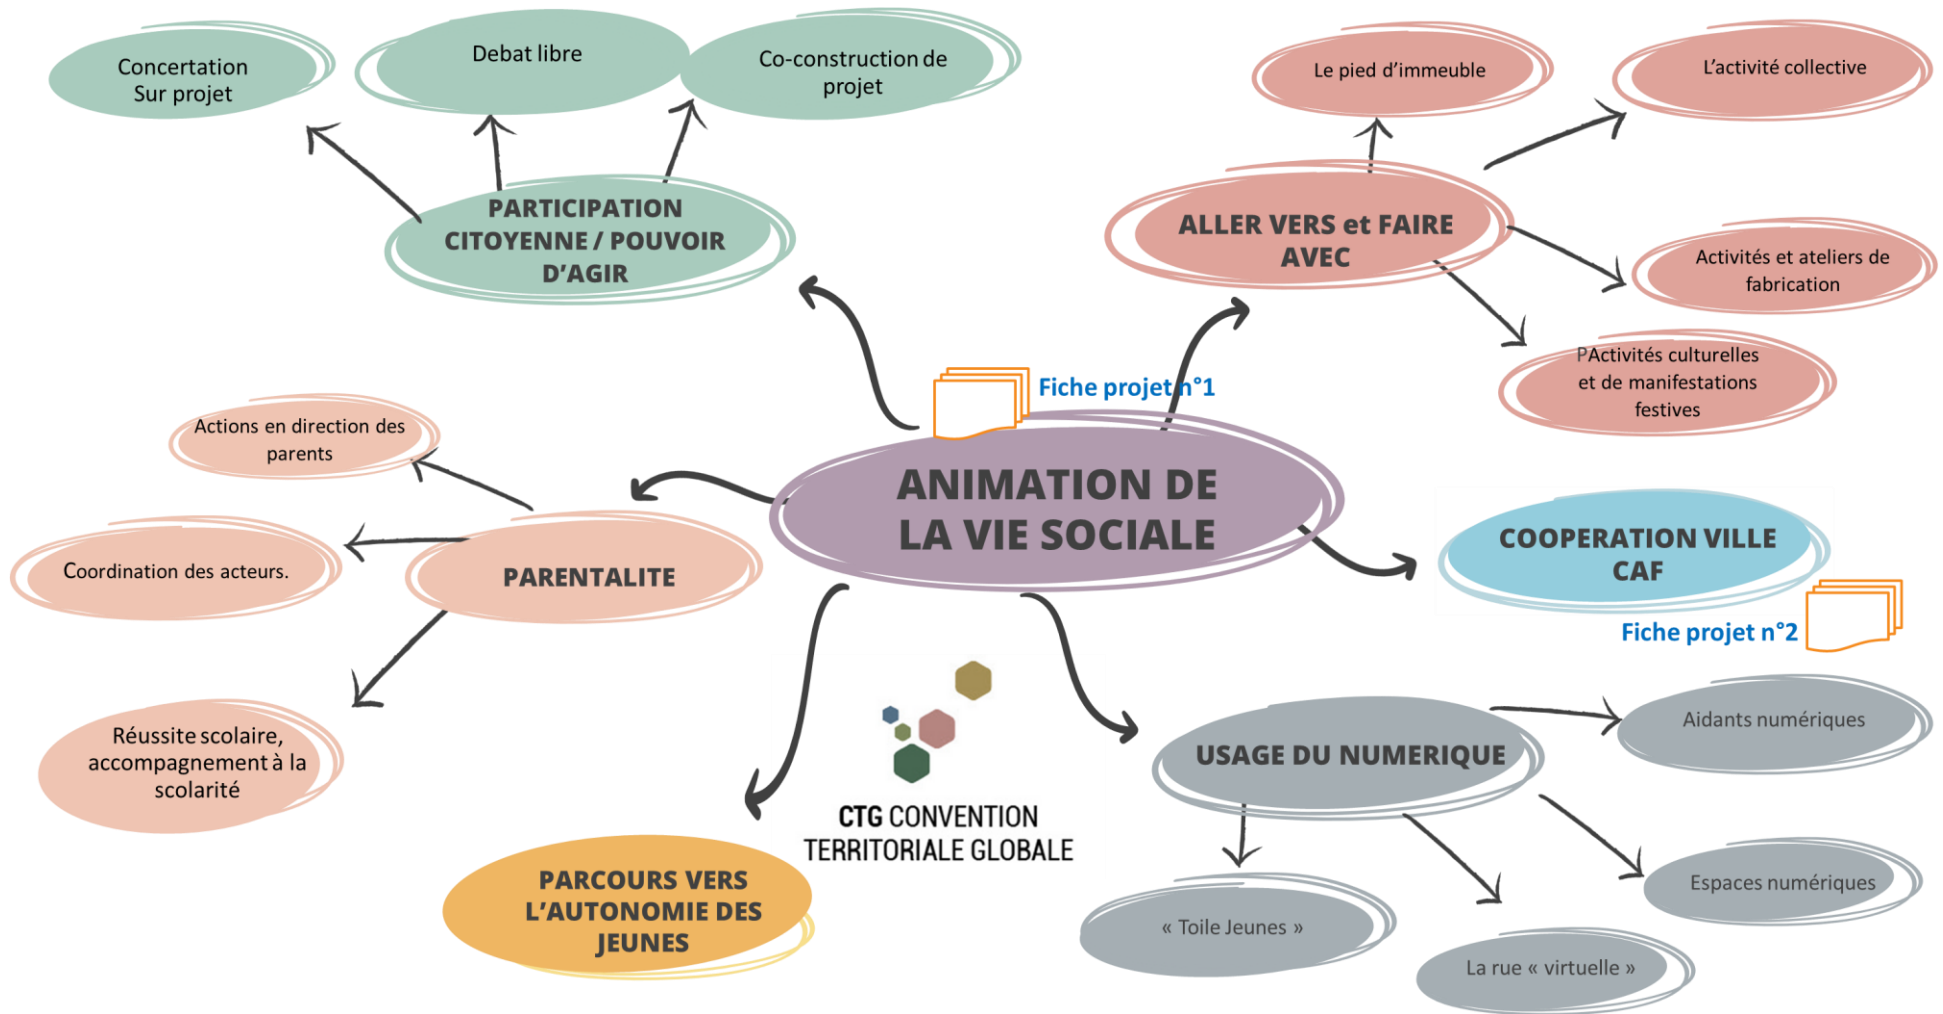 Concertation
Sur projet
Debat libre
Co-construction de
projet
Le pied d’immeuble
L’activité collective
PARTICIPATION
CITOYENNE / POUVOIR
D’AGIR
ALLER VERS et FAIRE
AVEC
Activités et ateliers de
fabrication
PActivités culturelles
et de manifestations
festives
Fiche projet n°1
Actions en direction des
parents
ANIMATION DE
LA VIE SOCIALE
COOPERATION VILLE
CAF
Fiche projet n°2
Coordination des acteurs.
PARENTALITE
Réussite scolaire,
accompagnement à la
scolarité
USAGE DU NUMERIQUE
Aidants numériques
CTG CONVENTION
TERRITORIALE GLOBALE
PARCOURS VERS
L’AUTONOMIE DES
JEUNES
« Toile Jeunes »
Espaces numériques
La rue « virtuelle »